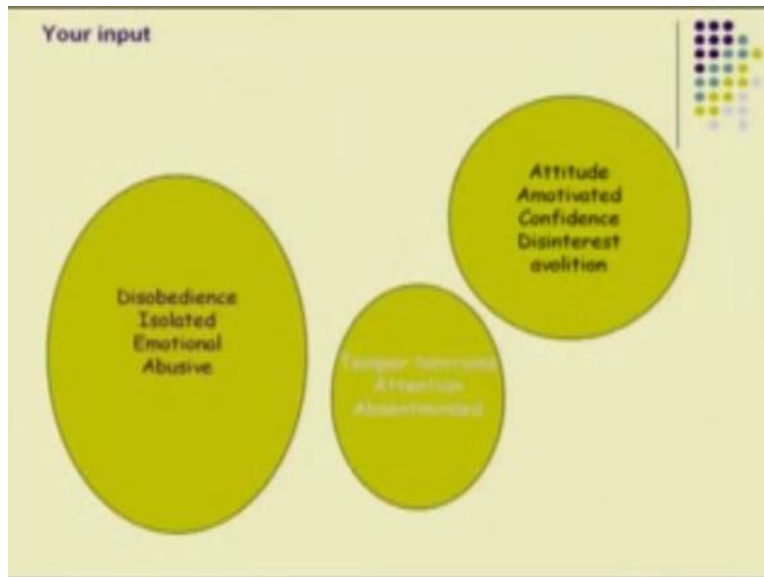 Your input
Disobedience
Isolated
Emotional
Abusive
Temper tantrums
Attention
Absentminded
Attitude
Amotivated
Confidence
Disinterest
avolition